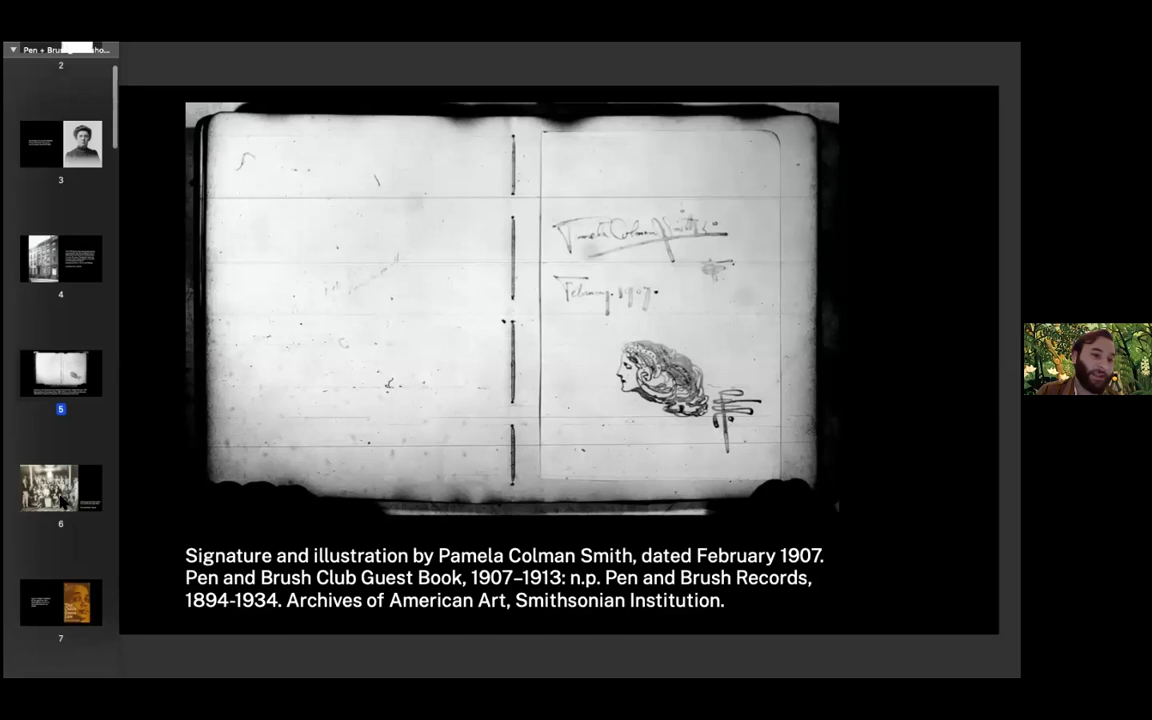 Pen + Bru
ho...
2
3
4
5
6
7
Pamela Colman Smith
February. 1907.
Signature and illustration by Pamela Colman Smith, dated February 1907.
Pen and Brush Club Guest Book, 1907–1913: n.p. Pen and Brush Records,
1894-1934. Archives of American Art, Smithsonian Institution.